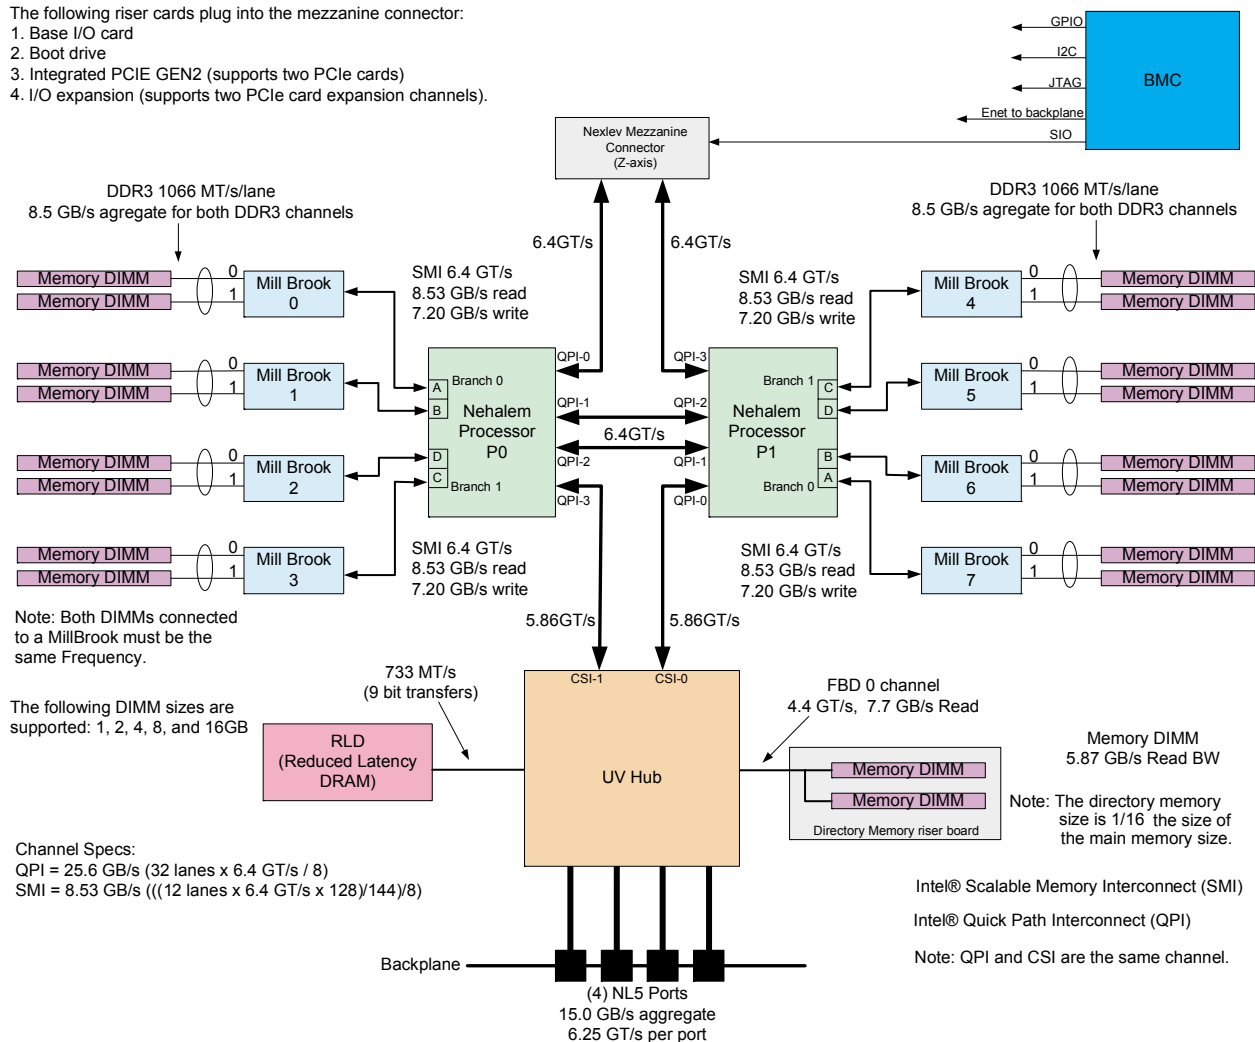 The following riser cards plug into the mezzanine connector:
1. Base I/O card
2. Boot drive
3. Integrated PCIE GEN2 (supports two PCIe cards)
4. I/O expansion (supports two PCIe card expansion channels).
GPIO
I2C
JTAG
Enet to backplane
SIO
BMC
Nexlev Mezzanine
Connector
(Z-axis)
DDR3 1066 MT/s/lane
8.5 GB/s agregate for both DDR3 channels
DDR3 1066 MT/s/lane
8.5 GB/s agregate for both DDR3 channels
6.4GT/s
6.4GT/s
Memory DIMM
Memory DIMM
0
1
Mill Brook
0
SMI 6.4 GT/s
8.53 GB/s read
7.20 GB/s write
SMI 6.4 GT/s
8.53 GB/s read
7.20 GB/s write
Mill Brook
4
0
1
Memory DIMM
Memory DIMM
Memory DIMM
Memory DIMM
0
1
Mill Brook
1
Mill Brook
5
0
1
Memory DIMM
Memory DIMM
Memory DIMM
Memory DIMM
0
1
Mill Brook
2
Mill Brook
6
0
1
Memory DIMM
Memory DIMM
Memory DIMM
Memory DIMM
0
1
Mill Brook
3
Mill Brook
7
0
1
Memory DIMM
Memory DIMM
A
B
D
C
Branch 0
Nehalem
Processor
P0
Branch 1
QPI-0
QPI-1
QPI-2
QPI-3
6.4GT/s
QPI-3
QPI-2
QPI-1
QPI-0
Branch 1
Nehalem
Processor
P1
Branch 0
C
D
B
A
SMI 6.4 GT/s
8.53 GB/s read
7.20 GB/s write
SMI 6.4 GT/s
8.53 GB/s read
7.20 GB/s write
Note: Both DIMMs connected
to a MillBrook must be the
same Frequency.
5.86GT/s
5.86GT/s
The following DIMM sizes are
supported: 1, 2, 4, 8, and 16GB
733 MT/s
(9 bit transfers)
RLD
(Reduced Latency
DRAM)
CSI-1
CSI-0
UV Hub
FBD 0 channel
4.4 GT/s, 7.7 GB/s Read
Memory DIMM
Memory DIMM
Directory Memory riser board
Memory DIMM
5.87 GB/s Read BW
Note: The directory memory
size is 1/16 the size of
the main memory size.
Channel Specs:
QPI = 25.6 GB/s (32 lanes x 6.4 GT/s / 8)
SMI = 8.53 GB/s (((12 lanes x 6.4 GT/s x 128)/144)/8)
Intel® Scalable Memory Interconnect (SMI)
Intel® Quick Path Interconnect (QPI)
Note: QPI and CSI are the same channel.
Backplane
(4) NL5 Ports
15.0 GB/s aggregate
6.25 GT/s per port